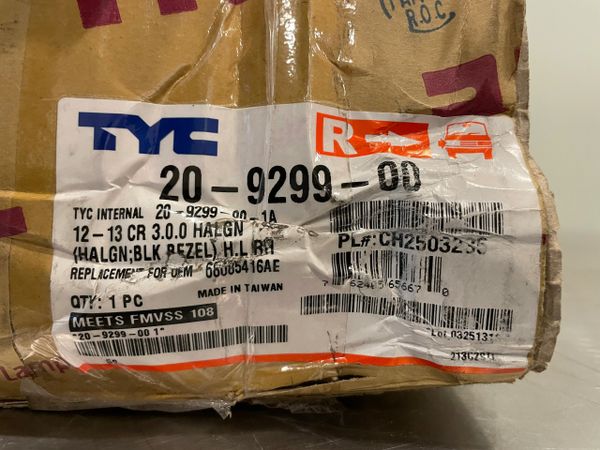 R.O.C.
TYC
R
20-9299-00
TYC INTERNAL 20-9299-00-1A
12-13 CR 3.0.0 HALGN
(HALGN;BLK BEZEL) H.L RH
REPLACEMENT FOR OEM 68085416AE
PL#:CH2503236
QTY: 1 PC
MADE IN TAIWAN
MEETS FMVSS 108
*20-9299-00 1*
Lamp